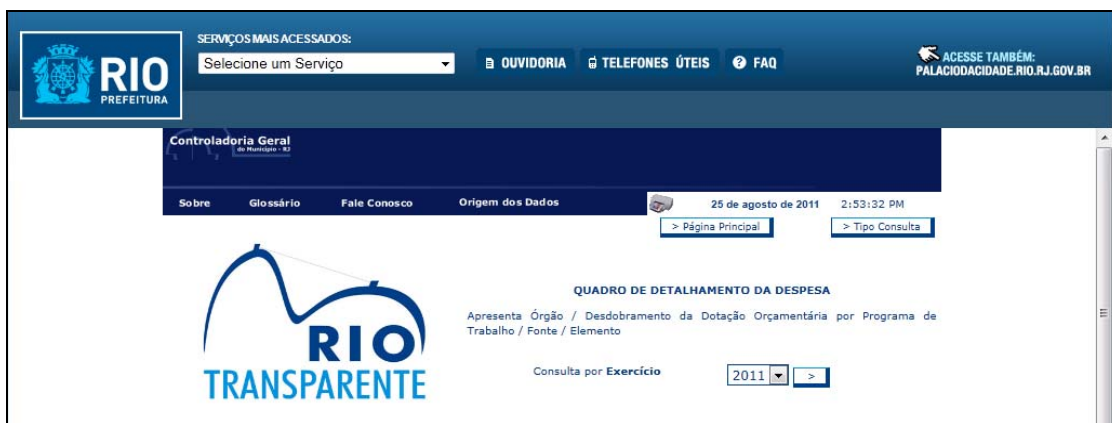 SERVIÇOS MAIS ACESSADOS:
Selecione um Serviço
OUVIDORIA TELEFONES ÚTEIS FAQ
ACESSE TAMBÉM:
PALACIODACIDADE.RIO.RJ.GOV.BR
RIO
PREFEITURA
Controladoria Geral
do Município - RJ
Sobre Glossário Fale Conosco Origem dos Dados 25 de agosto de 2011 2:53:32 PM
> Página Principal > Tipo Consulta
RIO
TRANSPARENTE
QUADRO DE DETALHAMENTO DA DESPESA
Apresenta Órgão / Desdobramento da Dotação Orçamentária por Programa de
Trabalho / Fonte / Elemento
Consulta por Exercício 2011 >